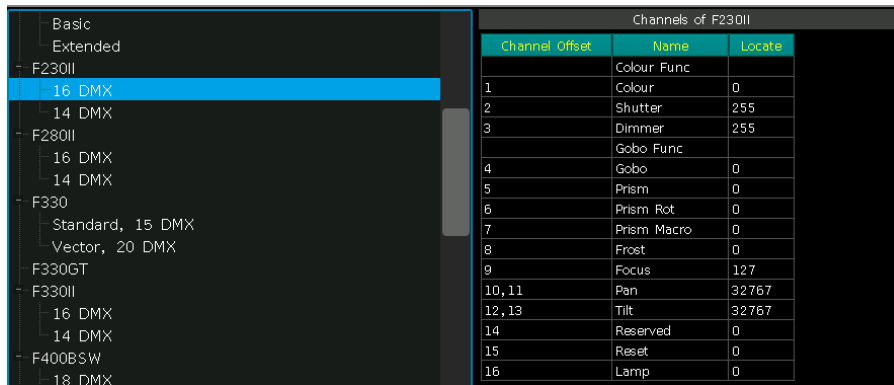 Basic
Extended
F230II
16 DMX
14 DMX
F280II
16 DMX
14 DMX
F330
Standard, 15 DMX
Vector, 20 DMX
F330GT
F330II
16 DMX
14 DMX
F400BSW
18 DMX
Channels of F230II
Channel Offset Name Locate
Colour Func
1 Colour 0
2 Shutter 255
3 Dimmer 255
Gobo Func
4 Gobo 0
5 Prism 0
6 Prism Rot 0
7 Prism Macro 0
8 Frost 0
9 Focus 127
10,11 Pan 32767
12,13 Tilt 32767
14 Reserved 0
15 Reset 0
16 Lamp 0